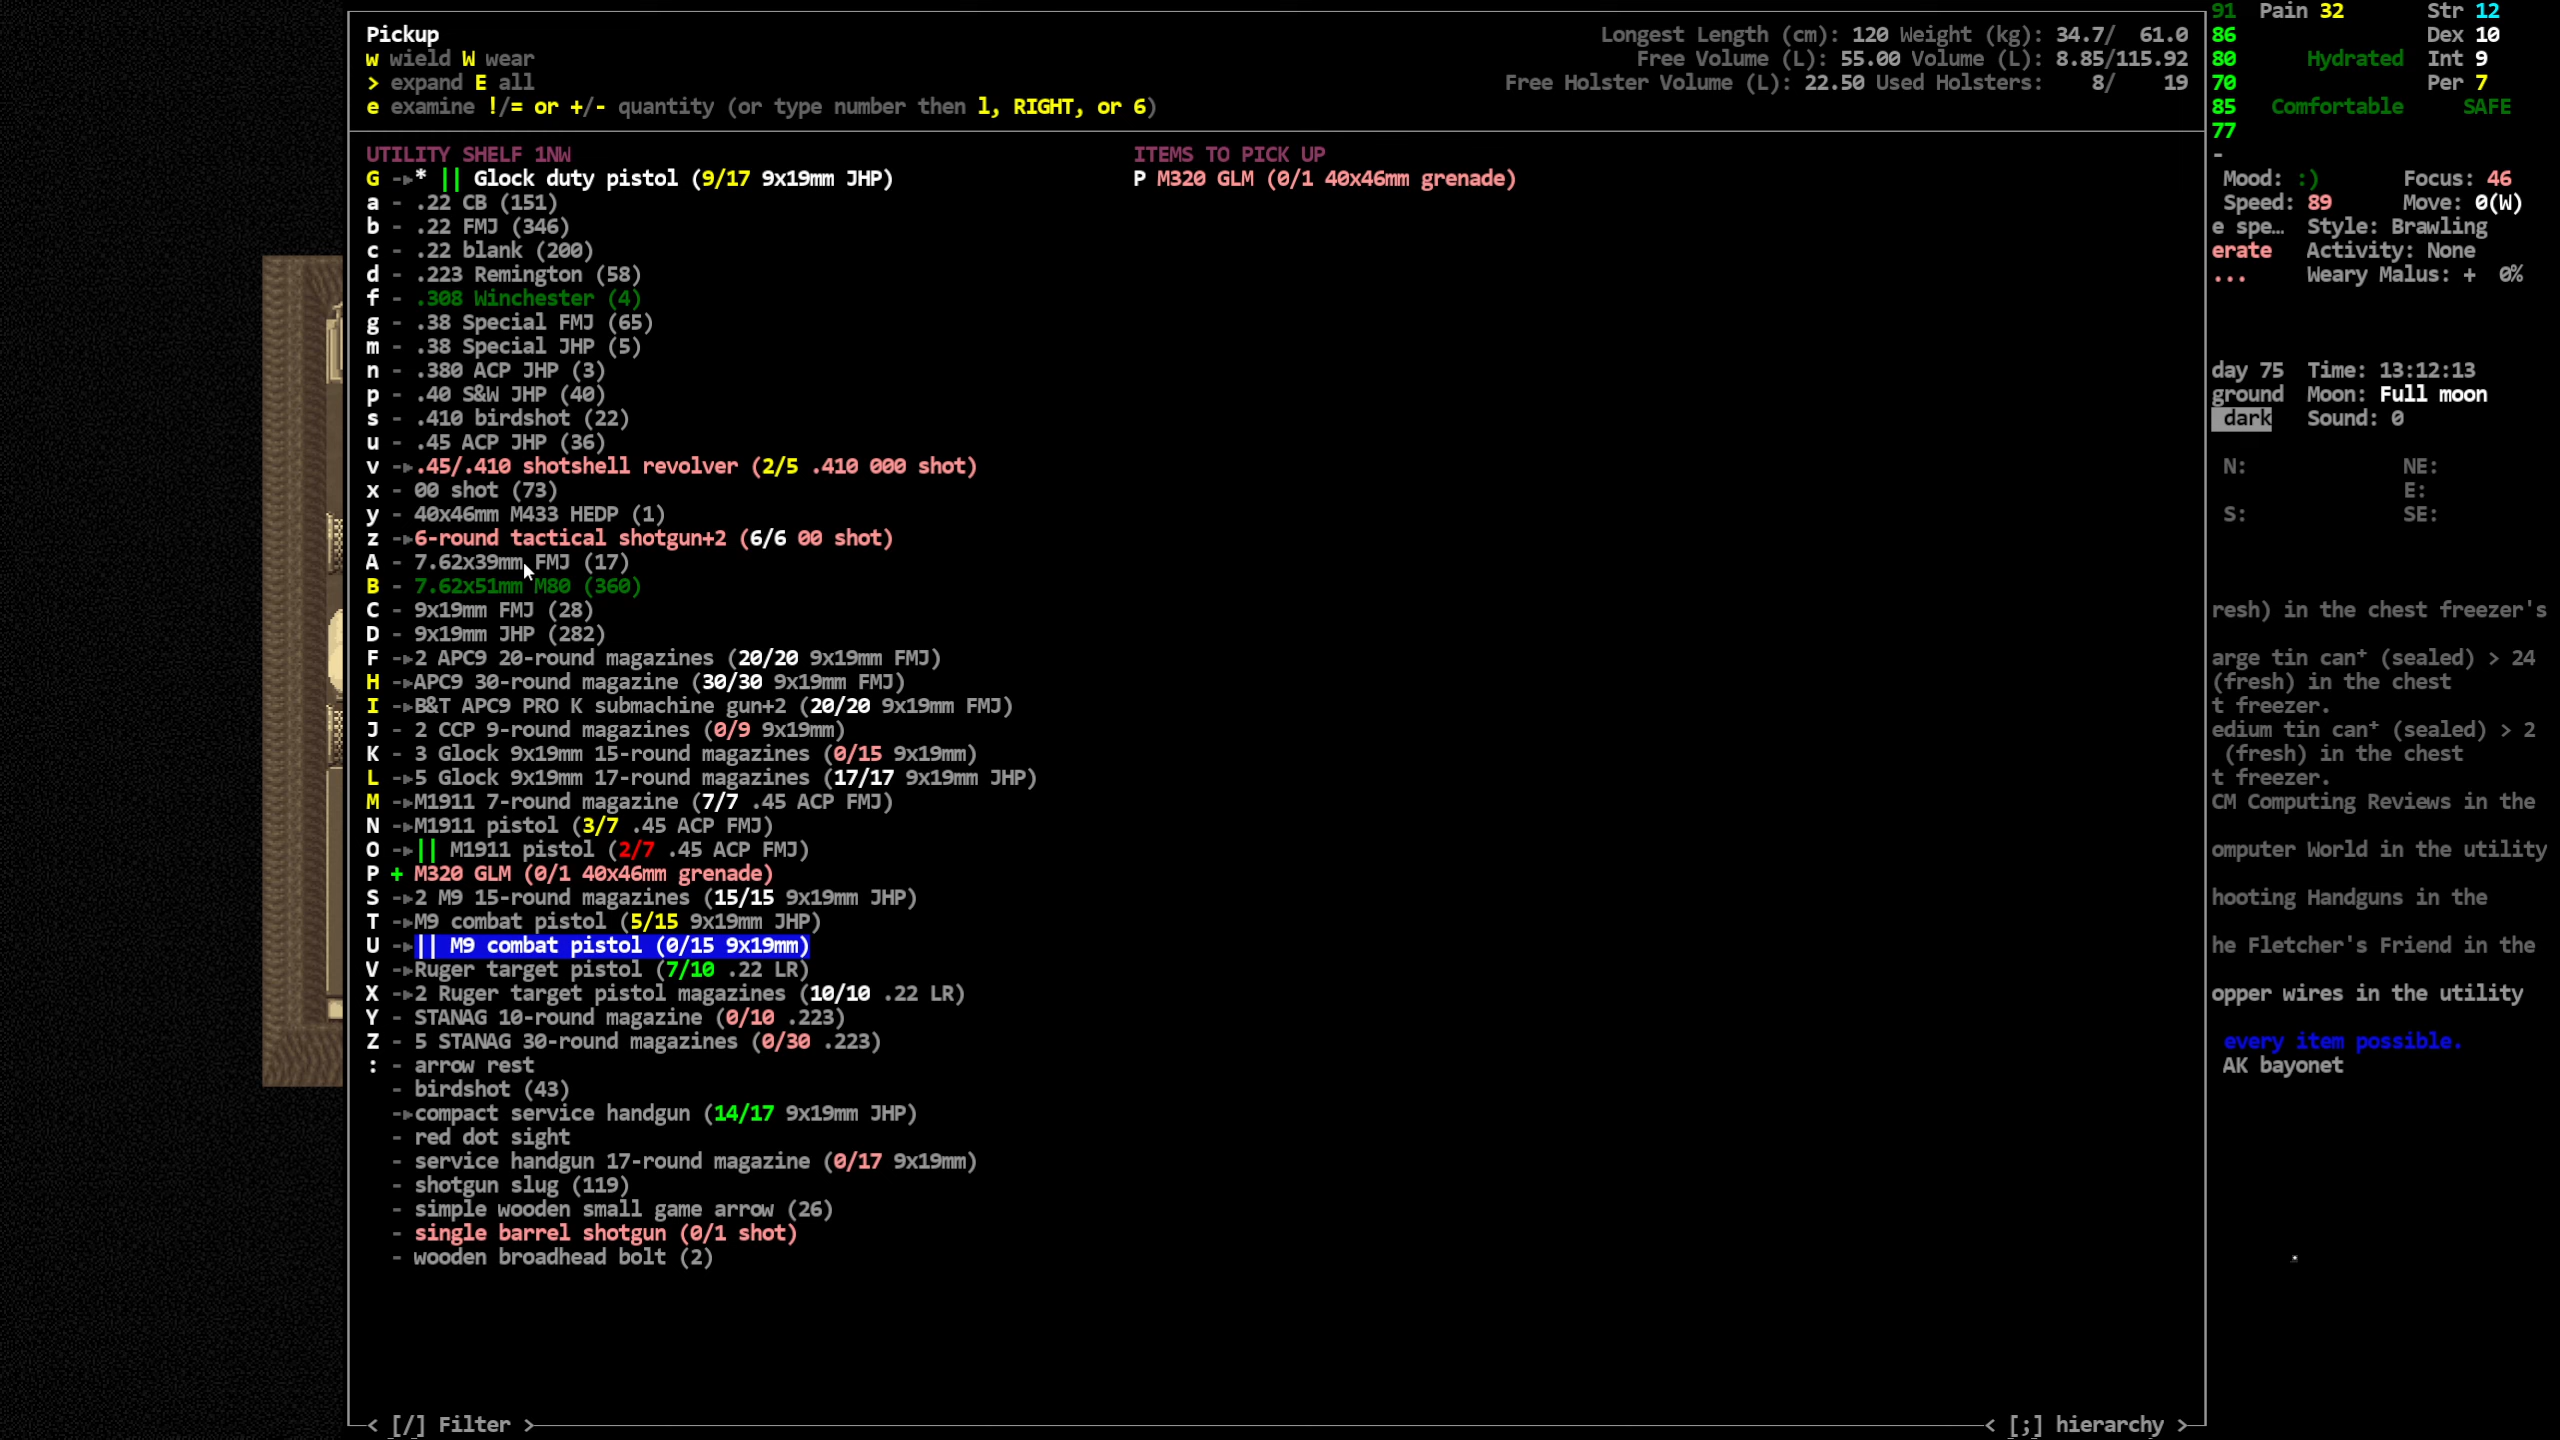 Pickup
w wield W wear
> expand E all
e examine !/= or +/- quantity (or type number then l, RIGHT, or 6)
Longest Length (cm): 120 Weight (kg): 34.7/ 61.0
Free Volume (L): 55.00 Volume (L): 8.85/115.92
Free Holster Volume (L): 22.50 Used Holsters: 8/ 19
UTILITY SHELF 1NW
G -▸* || Glock duty pistol (9/17 9x19mm JHP)
a - .22 CB (151)
b - .22 FMJ (346)
c - .22 blank (200)
d - .223 Remington (58)
f - .308 Winchester (4)
g - .38 Special FMJ (65)
m - .38 Special JHP (5)
n - .380 ACP JHP (3)
p - .40 S&W JHP (40)
s - .410 birdshot (22)
u - .45 ACP JHP (36)
v -▸.45/.410 shotshell revolver (2/5 .410 000 shot)
x - 00 shot (73)
y - 40x46mm M433 HEDP (1)
z -▸6-round tactical shotgun+2 (6/6 00 shot)
A - 7.62x39mm FMJ (17)
B - 7.62x51mm M80 (360)
C - 9x19mm FMJ (28)
D - 9x19mm JHP (282)
F -▸2 APC9 20-round magazines (20/20 9x19mm FMJ)
H -▸APC9 30-round magazine (30/30 9x19mm FMJ)
I -▸B&T APC9 PRO K submachine gun+2 (20/20 9x19mm FMJ)
J - 2 CCP 9-round magazines (0/9 9x19mm)
K - 3 Glock 9x19mm 15-round magazines (0/15 9x19mm)
L -▸5 Glock 9x19mm 17-round magazines (17/17 9x19mm JHP)
M -▸M1911 7-round magazine (7/7 .45 ACP FMJ)
N -▸M1911 pistol (3/7 .45 ACP FMJ)
O -▸|| M1911 pistol (2/7 .45 ACP FMJ)
P + M320 GLM (0/1 40x46mm grenade)
S -▸2 M9 15-round magazines (15/15 9x19mm JHP)
T -▸M9 combat pistol (5/15 9x19mm JHP)
U -▸|| M9 combat pistol (0/15 9x19mm)
V -▸Ruger target pistol (7/10 .22 LR)
X -▸2 Ruger target pistol magazines (10/10 .22 LR)
Y - STANAG 10-round magazine (0/10 .223)
Z - 5 STANAG 30-round magazines (0/30 .223)
: - arrow rest
- birdshot (43)
-▸compact service handgun (14/17 9x19mm JHP)
- red dot sight
- service handgun 17-round magazine (0/17 9x19mm)
- shotgun slug (119)
- simple wooden small game arrow (26)
- single barrel shotgun (0/1 shot)
- wooden broadhead bolt (2)
ITEMS TO PICK UP
P M320 GLM (0/1 40x46mm grenade)
< [/] Filter >
< [;] hierarchy >
91 Pain 32 Str 12
86 Dex 10
80 Hydrated Int 9
70 Per 7
85 Comfortable SAFE
77
-
Mood: :) Focus: 46
Speed: 89 Move: 0(W)
e spe… Style: Brawling
erate Activity: None
... Weary Malus: + 0%
day 75 Time: 13:12:13
ground Moon: Full moon
dark Sound: 0
N: NE:
E:
S: SE:
resh) in the chest freezer's
arge tin can⁺ (sealed) > 24
(fresh) in the chest
t freezer.
edium tin can⁺ (sealed) > 2
(fresh) in the chest
t freezer.
CM Computing Reviews in the
omputer World in the utility
hooting Handguns in the
he Fletcher's Friend in the
opper wires in the utility
every item possible.
AK bayonet